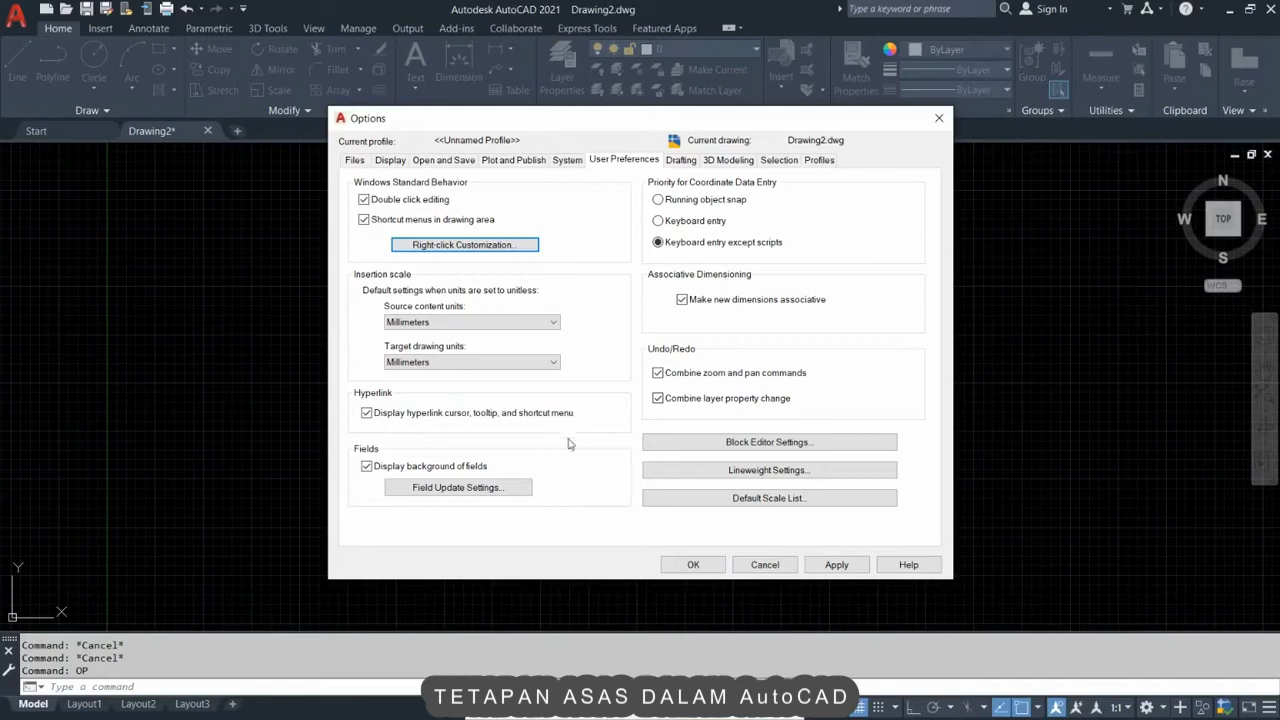 Autodesk AutoCAD 2021 Drawing2.dwg
Type a keyword or phrase
Sign In
Home Insert Annotate Parametric 3D Tools View Manage Output Add-ins Collaborate Express Tools Featured Apps
Line Polyline Circle Arc
Move Rotate Trim
Copy Mirror Fillet
Stretch Scale Array
Text Dimension Table
Layer Properties
0
Make Current
Match Layer
Insert
Match Properties
ByLayer
ByLayer
ByLayer
Group
Measure
Paste
Base
Draw Modify Groups Utilities Clipboard View
Start Drawing2*
Options
Current profile: <<Unnamed Profile>> Current drawing: Drawing2.dwg
Files Display Open and Save Plot and Publish System User Preferences Drafting 3D Modeling Selection Profiles
Windows Standard Behavior
Double click editing
Shortcut menus in drawing area
Right-click Customization...
Insertion scale
Default settings when units are set to unitless:
Source content units:
Millimeters
Target drawing units:
Millimeters
Hyperlink
Display hyperlink cursor, tooltip, and shortcut menu
Fields
Display background of fields
Field Update Settings...
Priority for Coordinate Data Entry
Running object snap
Keyboard entry
Keyboard entry except scripts
Associative Dimensioning
Make new dimensions associative
Undo/Redo
Combine zoom and pan commands
Combine layer property change
Block Editor Settings...
Lineweight Settings...
Default Scale List...
OK Cancel Apply Help
N
W TOP E
S
WCS
Y
X
Command: *Cancel*
Command: *Cancel*
Command: OP
Type a command
TETAPAN ASAS DALAM AutoCAD
Model Layout1 Layout2 Layout3
1:1